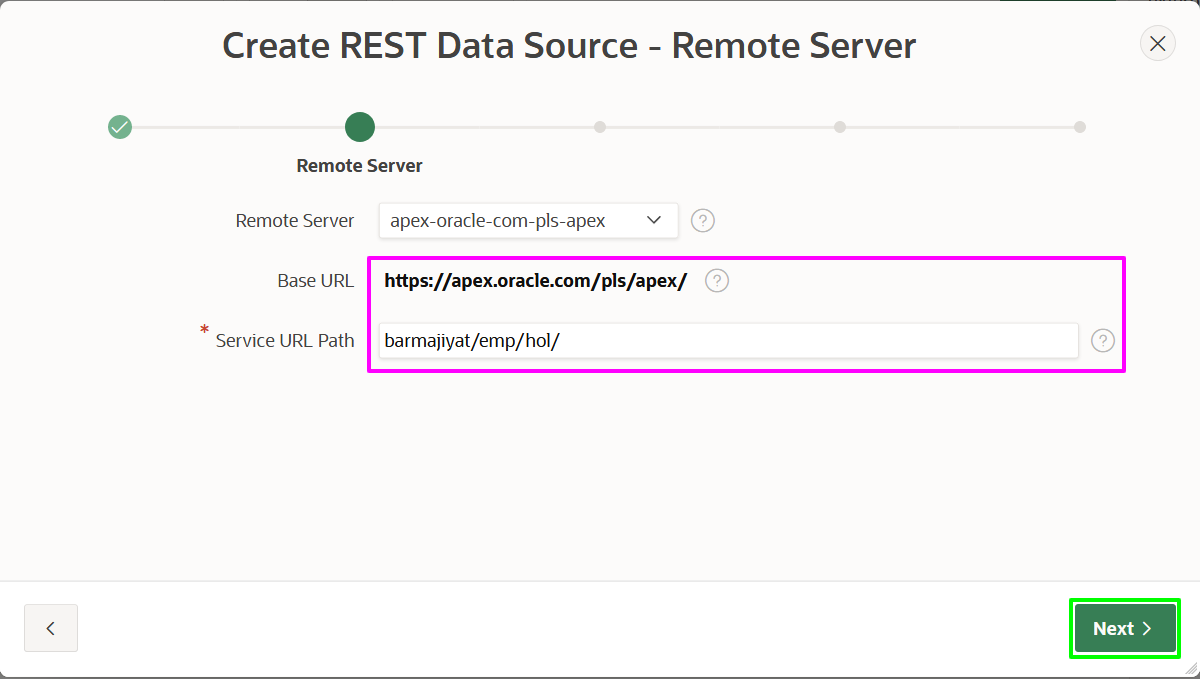 Create REST Data Source - Remote Server
Remote Server
Remote Server apex-oracle-com-pls-apex ?
Base URL https://apex.oracle.com/pls/apex/ ?
* Service URL Path barmajiyat/emp/hol/ ?
Next